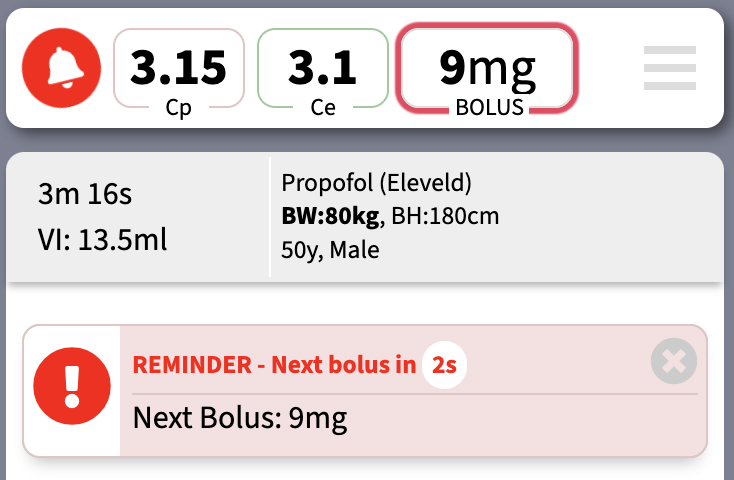 3.15
Cp
3.1
Ce
9mg
BOLUS
3m 16s
VI: 13.5ml
Propofol (Eleveld)
BW:80kg, BH:180cm
50y, Male
REMINDER - Next bolus in 2s
Next Bolus: 9mg